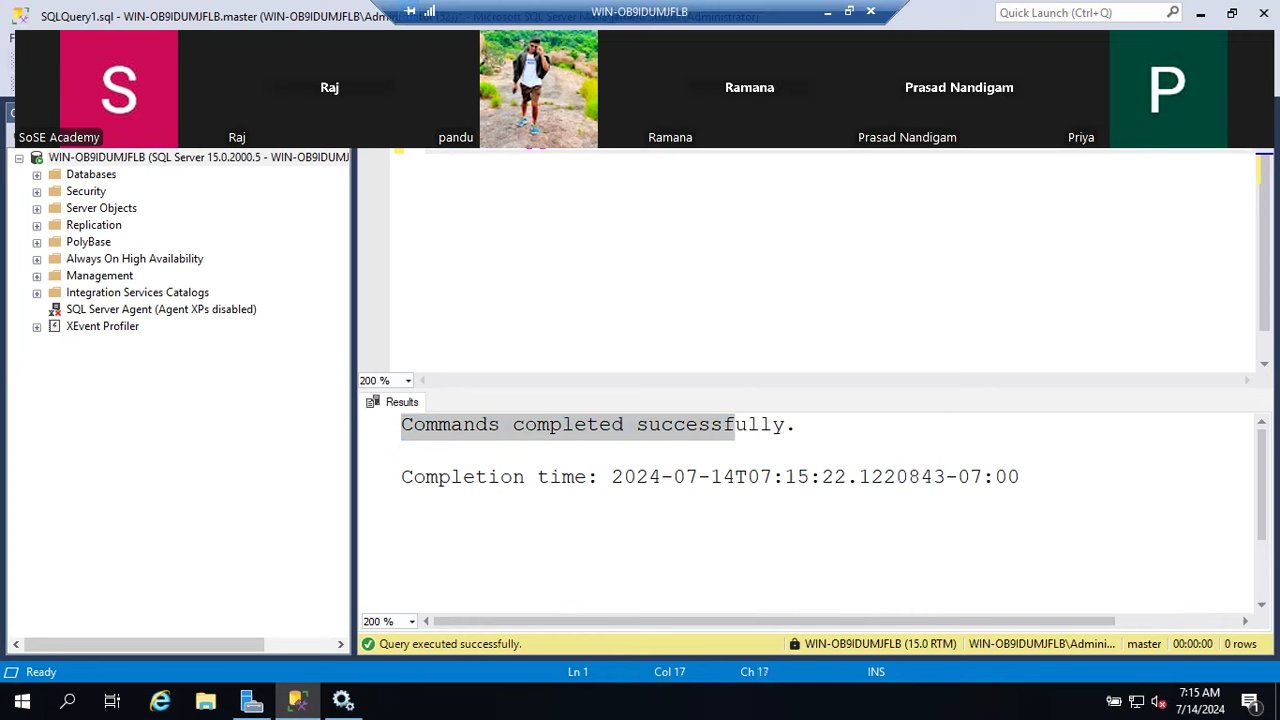 SQLQuery1.sql - WIN-OB9IDUMJFLB.master (WIN-OB9IDUMJFLB\Admi
WIN-OB9IDUMJFLB
Quick Launch (Ctrl+Q)
S
Raj
Ramana
Prasad Nandigam
P
SoSE Academy
Raj
pandu
Ramana
Prasad Nandigam
Priya
WIN-OB9IDUMJFLB (SQL Server 15.0.2000.5 - WIN-OB9IDUMJ
Databases
Security
Server Objects
Replication
PolyBase
Always On High Availability
Management
Integration Services Catalogs
SQL Server Agent (Agent XPs disabled)
XEvent Profiler
200 %
Results
Commands completed successfully.
Completion time: 2024-07-14T07:15:22.1220843-07:00
200 %
Query executed successfully.
WIN-OB9IDUMJFLB (15.0 RTM)
WIN-OB9IDUMJFLB\Admini...
master
00:00:00
0 rows
Ready
Ln 1
Col 17
Ch 17
INS
7:15 AM
7/14/2024
1